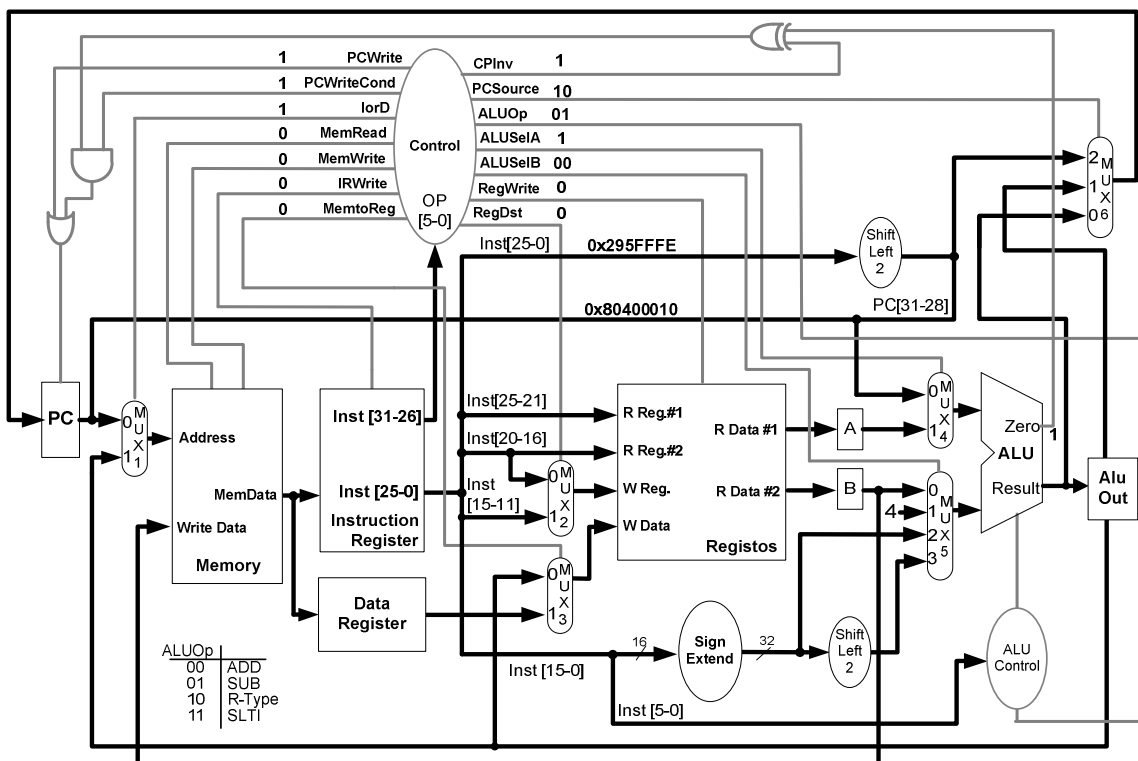 1 PCWrite
1 PCWriteCond
1 IorD
0 MemRead
0 MemWrite
0 IRWrite
0 MemtoReg
Control
OP
[5-0]
CPInv 1
PCSource 10
ALUOp 01
ALUSelA 1
ALUSelB 00
RegWrite 0
RegDst 0
Inst[25-0]
0x295FFFE
Shift
Left
2
2
1
0
M
U
X
6
PC[31-28]
0x80400010
PC
0
1
M
U
X
1
Address
MemData
Write Data
Memory
Inst [31-26]
Inst [25-0]
Instruction
Register
Data
Register
Inst[25-21]
Inst[20-16]
Inst
[15-11]
0
1
M
U
X
2
0
1
M
U
X
3
R Reg.#1
R Reg.#2
W Reg.
W Data
R Data #1
R Data #2
Registos
A
B
0
1
M
U
X
4
4
0
1
2
3
M
U
X
5
Zero
1
ALU
Result
Alu
Out
16
Sign
Extend
32
Shift
Left
2
ALU
Control
Inst [15-0]
Inst [5-0]
ALUOp
00 ADD
01 SUB
10 R-Type
11 SLTI